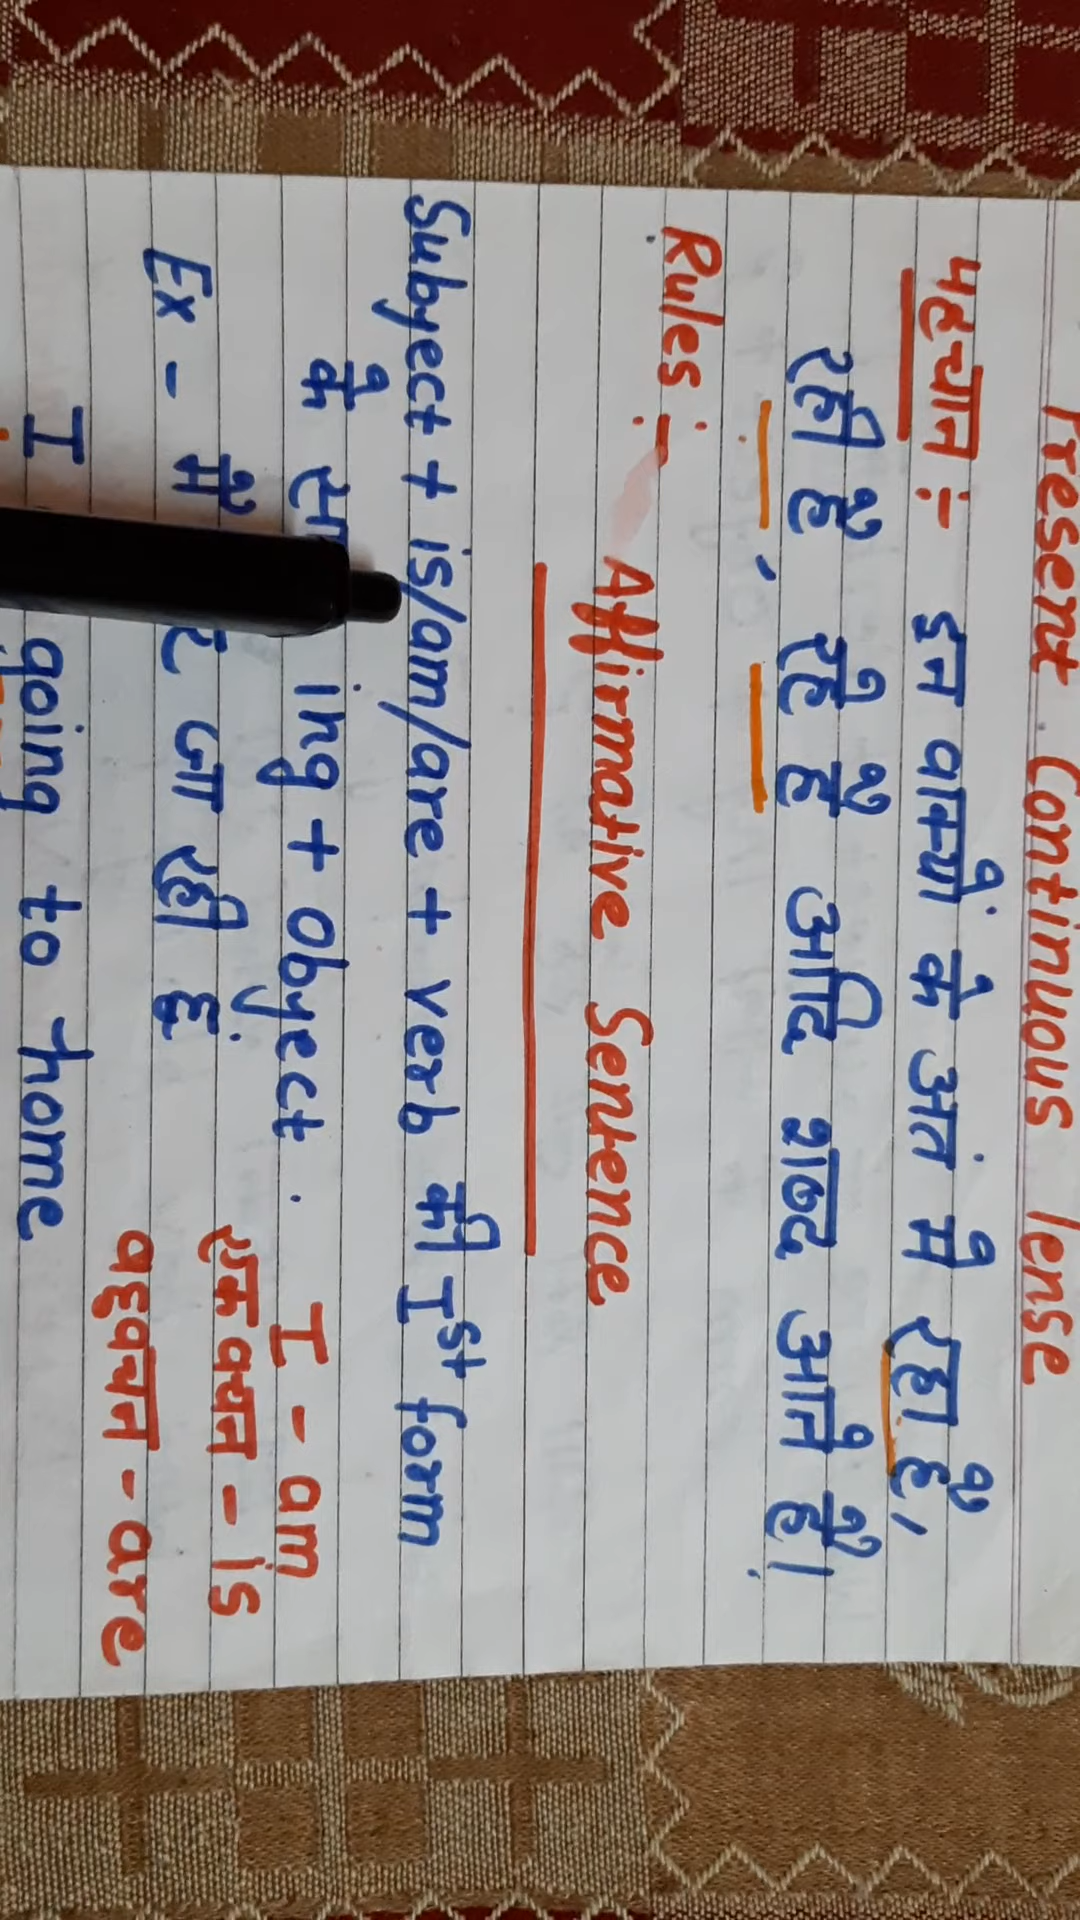 Present Continuous Tense
पहचान :- इन वाक्यों के अतं में रहा है,
रही है, रहे है आदि शब्द आते है।
Rules :- Affirmative Sentence
Subject + is/am/are + verb की Ist form
के ing + object .
I - am
Ex - मैं जा रही हूं
एकवचन - is
I going to home
बहुवचन - are